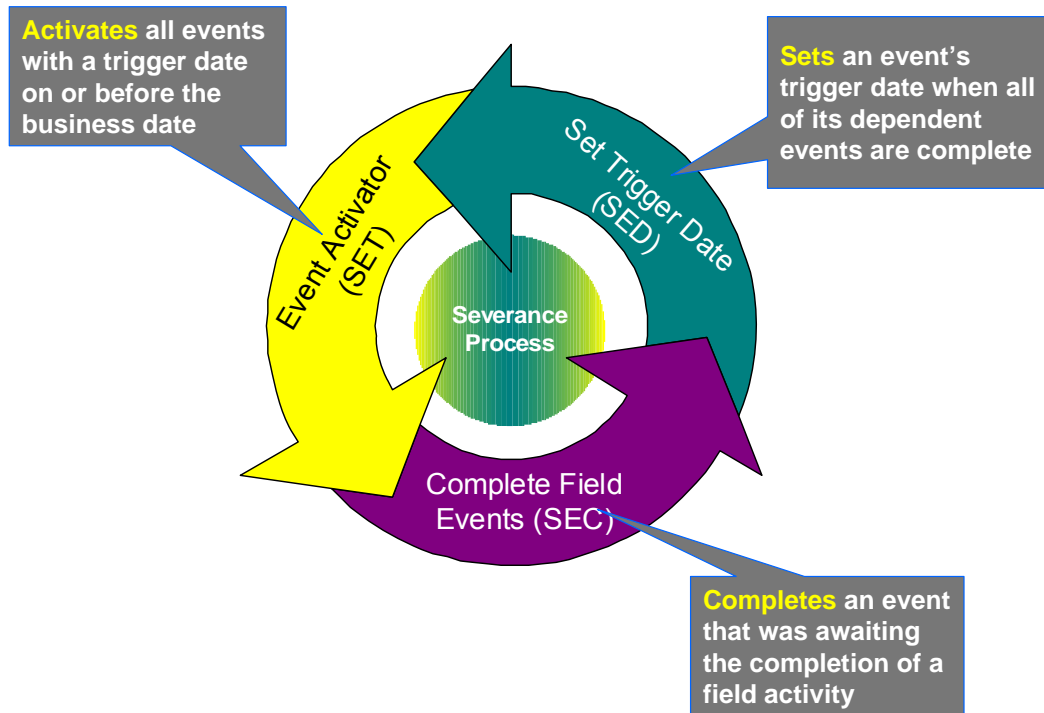 Activates all events
with a trigger date
on or before the
business date
Sets an event's
trigger date when all
of its dependent
events are complete
Set Trigger Date
(SED)
Event Activator
(SET)
Severance
Process
Complete Field
Events (SEC)
Completes an event
that was awaiting
the completion of a
field activity